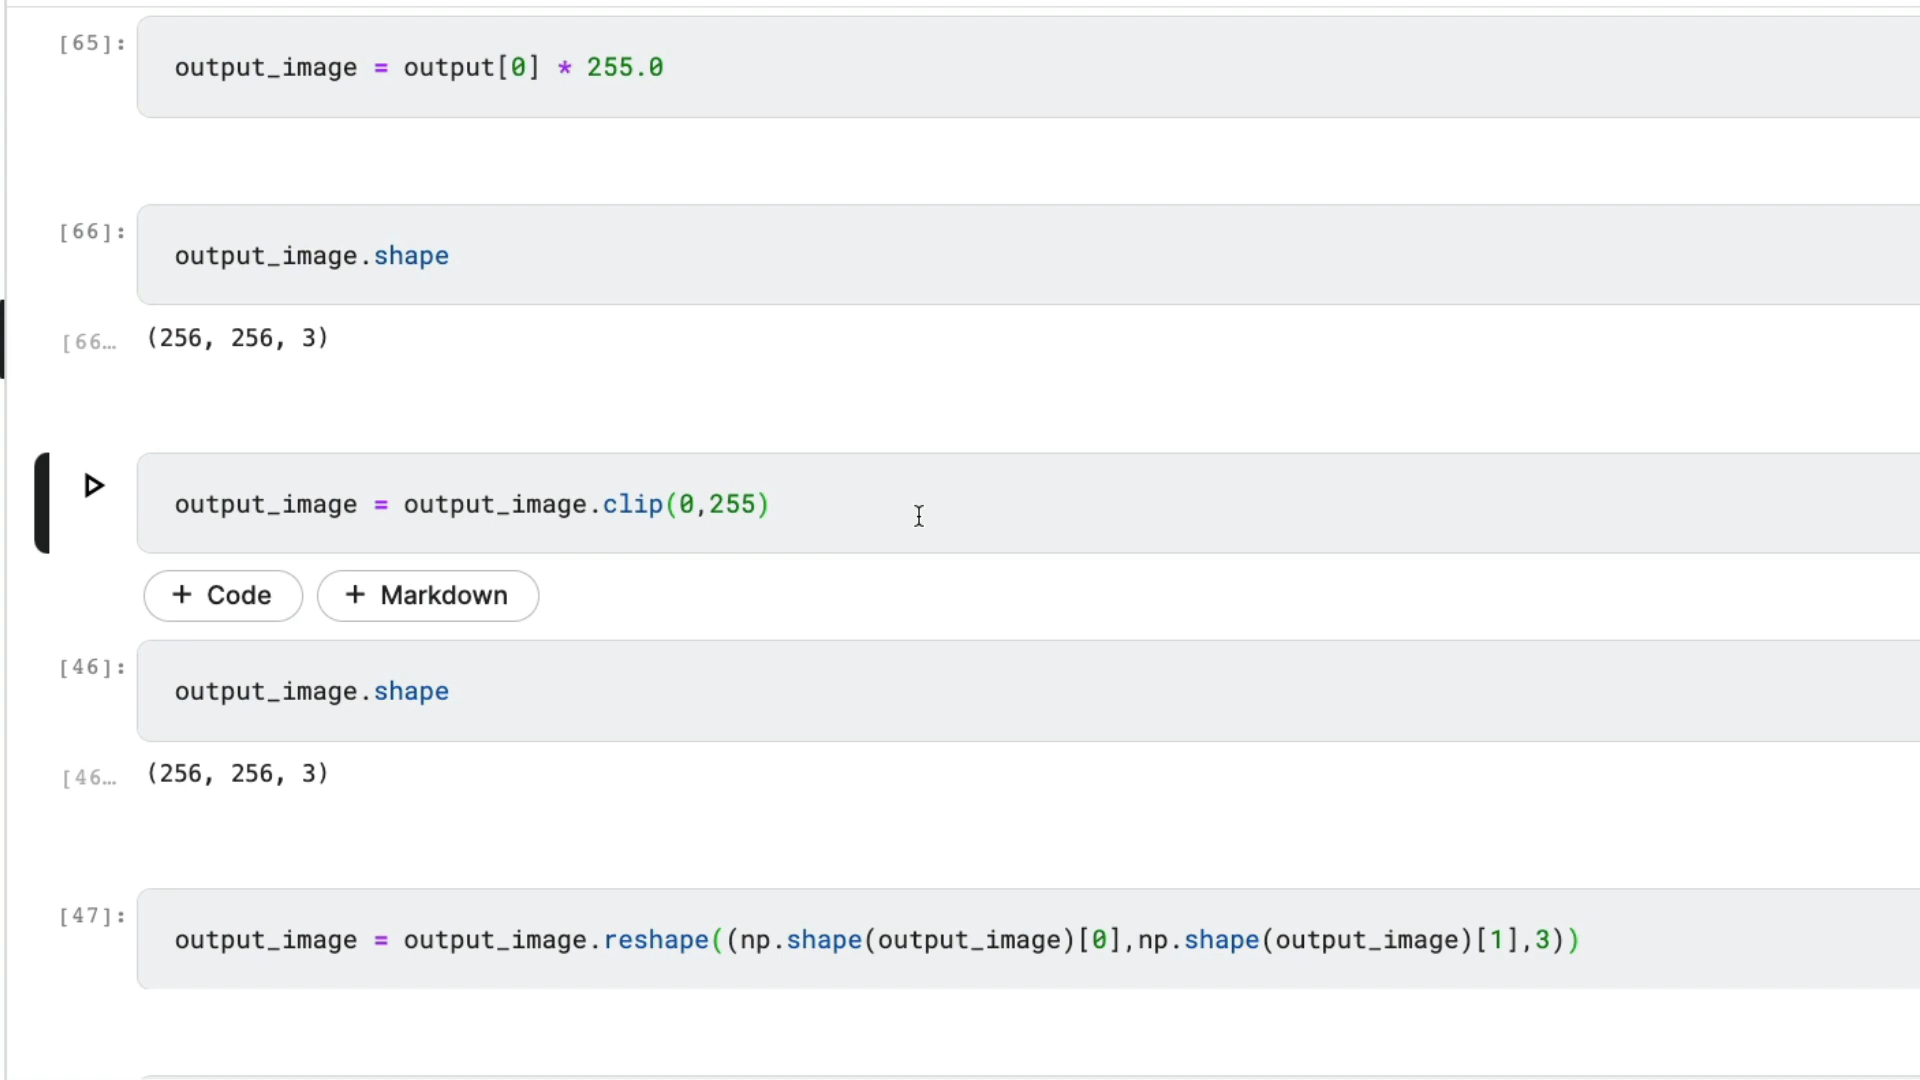 [65]:
output_image = output[0] * 255.0
[66]:
output_image.shape
[66…
(256, 256, 3)
output_image = output_image.clip(0,255)
+ Code + Markdown
[46]:
output_image.shape
[46…
(256, 256, 3)
[47]:
output_image = output_image.reshape((np.shape(output_image)[0],np.shape(output_image)[1],3))